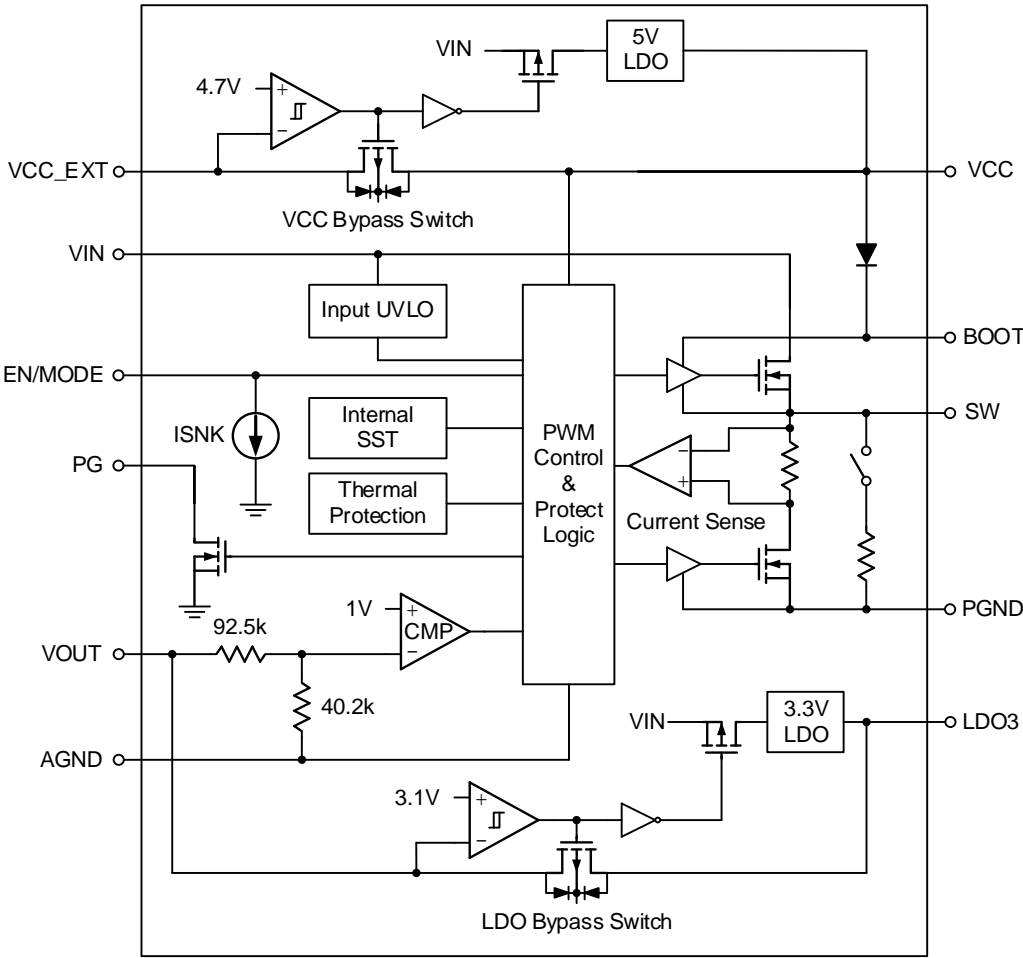 VIN
5V
LDO
4.7V
+
−
VCC_EXT
VCC
VCC Bypass Switch
VIN
Input UVLO
BOOT
EN/MODE
SW
ISNK
Internal
SST
PG
Thermal
Protection
PWM
Control
&
Protect
Logic
−
+
Current Sense
1V
+
CMP
−
PGND
92.5k
VOUT
40.2k
VIN
3.3V
LDO
LDO3
AGND
3.1V
+
−
LDO Bypass Switch